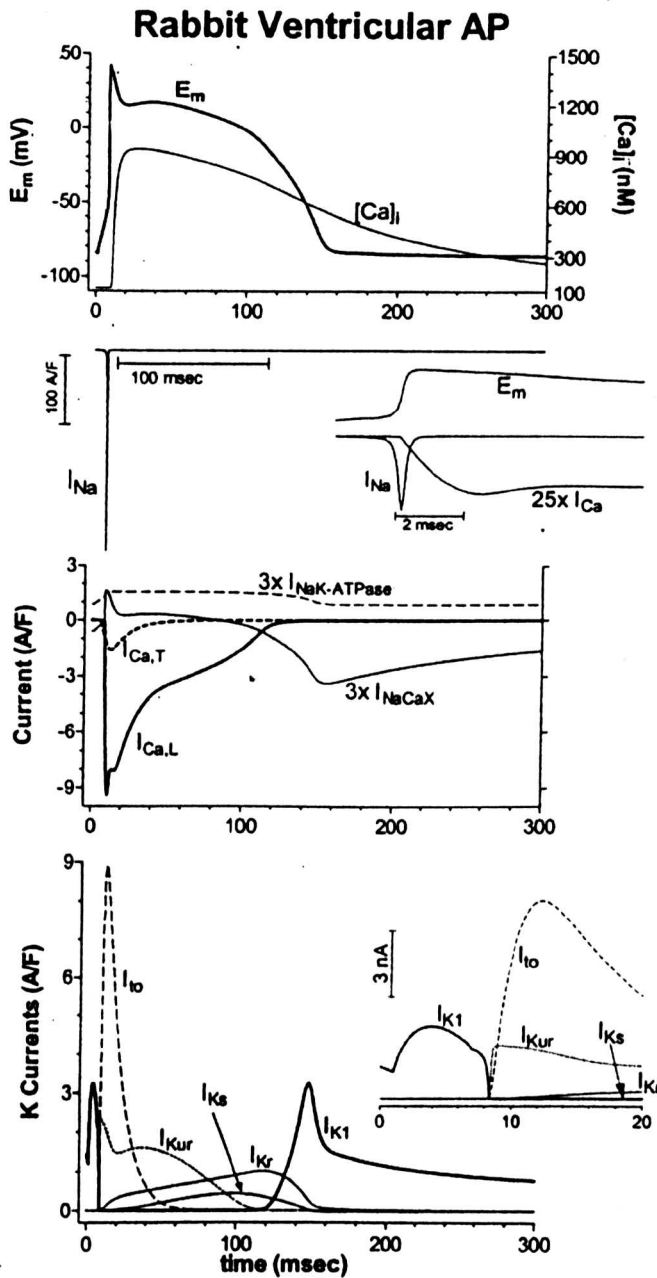 Rabbit Ventricular AP
50
0
-50
-100
E_m (mV)
E_m
[Ca]_i
1500
1200
900
600
300
100
[Ca]_i (nM)
0 100 200 300
100 A/F
100 msec
I_Na
E_m
I_Na
25x I_Ca
2 msec
3
0
-3
-6
-9
Current (A/F)
3x I_NaK-ATPase
I_Ca,T
3x I_NaCaX
I_Ca,L
0 100 200 300
9
6
3
0
K Currents (A/F)
I_to
I_Kur
I_Ks
I_Kr
I_K1
0 100 200 300
time (msec)
3 nA
I_to
I_K1
I_Kur
I_Ks
0 10 20